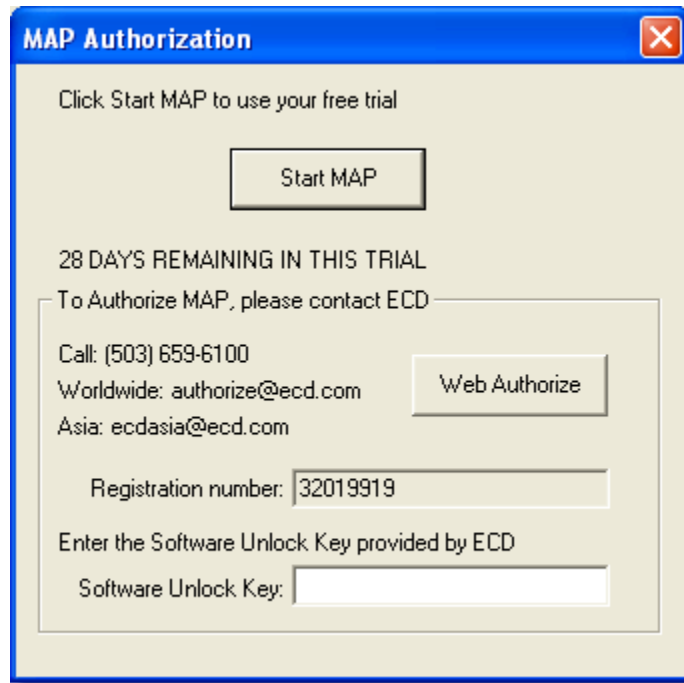 MAP Authorization
Click Start MAP to use your free trial
Start MAP
28 DAYS REMAINING IN THIS TRIAL
To Authorize MAP, please contact ECD
Call: (503) 659-6100
Worldwide: authorize@ecd.com
Asia: ecdasia@ecd.com
Web Authorize
Registration number: 32019919
Enter the Software Unlock Key provided by ECD
Software Unlock Key: